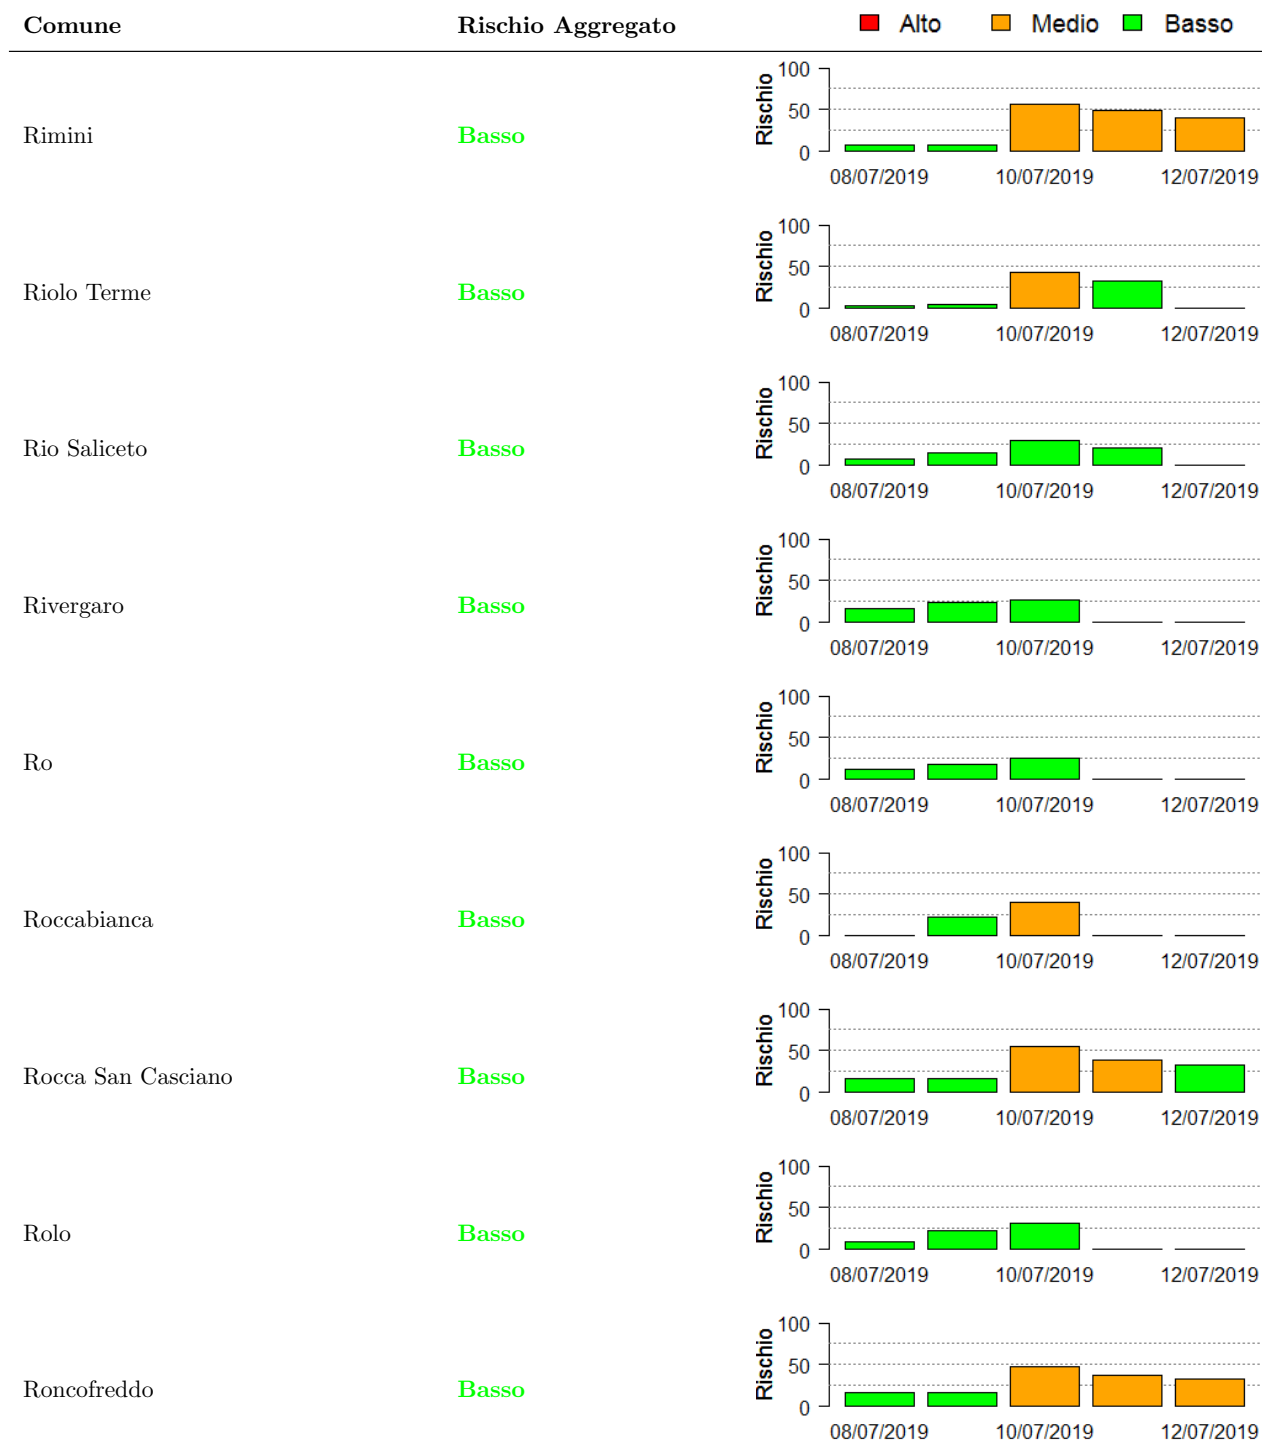 Comune Rischio Aggregato Alto Medio Basso
Rimini Basso Rischio 100 50 0
08/07/2019 10/07/2019 12/07/2019
Riolo Terme Basso Rischio 100 50 0
08/07/2019 10/07/2019 12/07/2019
Rio Saliceto Basso Rischio 100 50 0
08/07/2019 10/07/2019 12/07/2019
Rivergaro Basso Rischio 100 50 0
08/07/2019 10/07/2019 12/07/2019
Ro Basso Rischio 100 50 0
08/07/2019 10/07/2019 12/07/2019
Roccabianca Basso Rischio 100 50 0
08/07/2019 10/07/2019 12/07/2019
Rocca San Casciano Basso Rischio 100 50 0
08/07/2019 10/07/2019 12/07/2019
Rolo Basso Rischio 100 50 0
08/07/2019 10/07/2019 12/07/2019
Roncofreddo Basso Rischio 100 50 0
08/07/2019 10/07/2019 12/07/2019